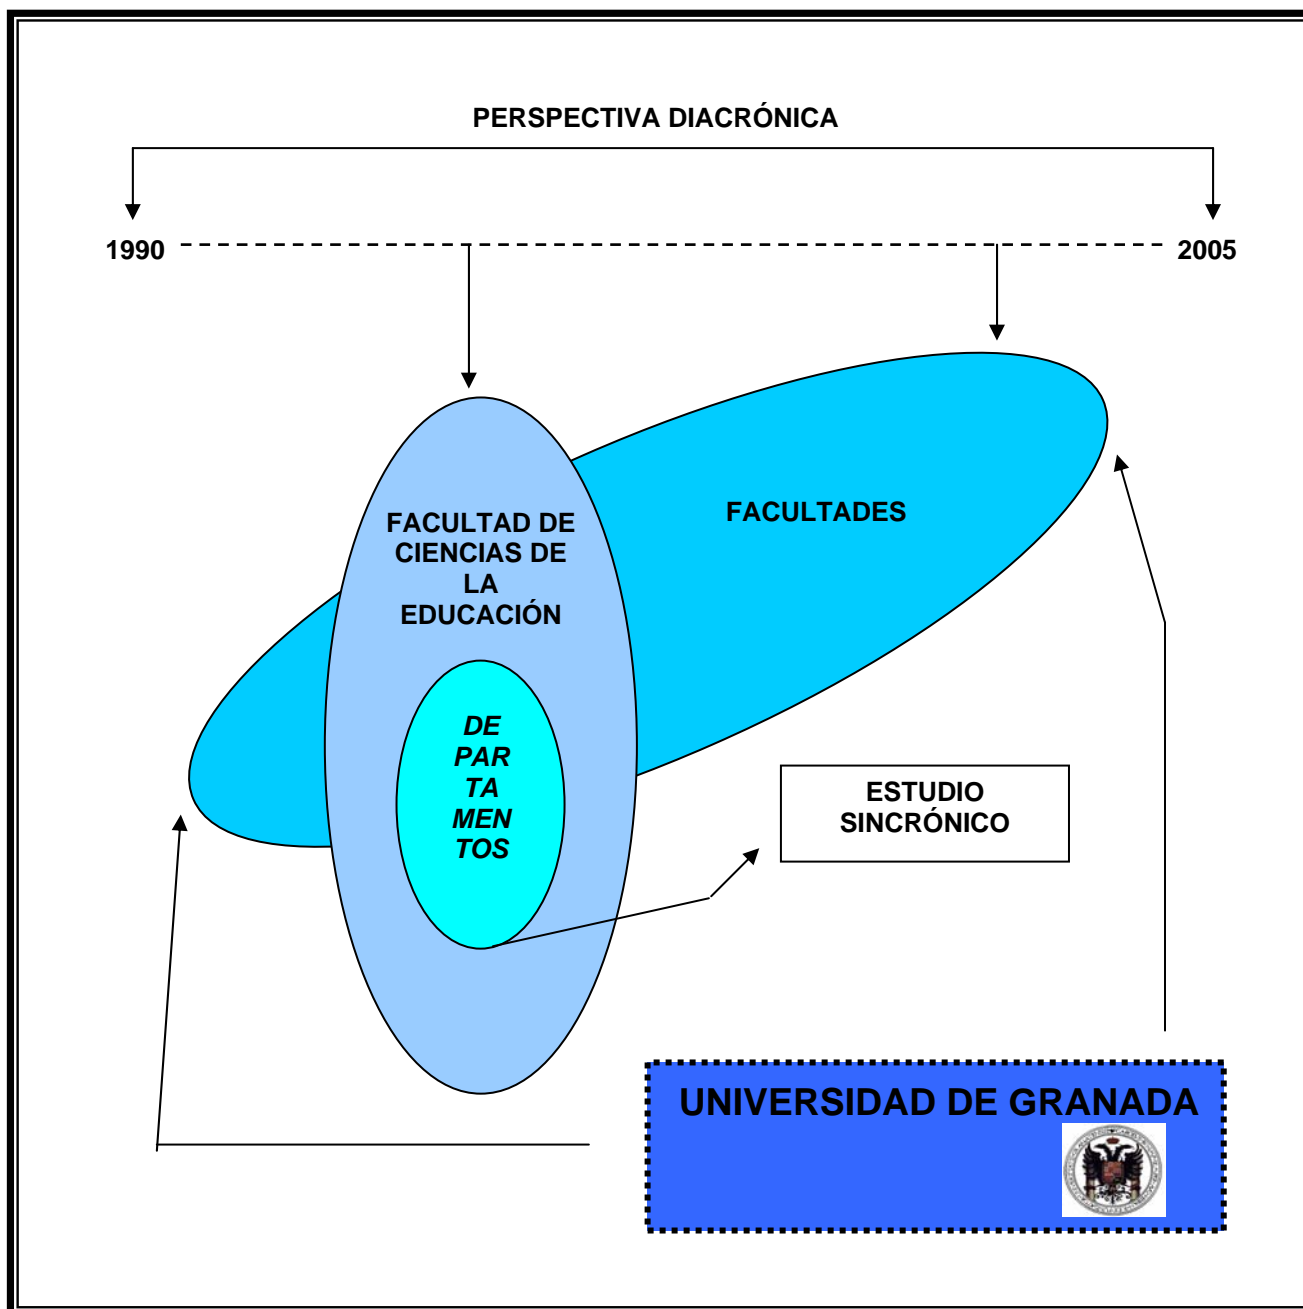 PERSPECTIVA DIACRÓNICA
1990
2005
FACULTADES
FACULTAD DE
CIENCIAS DE
LA
EDUCACIÓN
DE
PAR
TA
MEN
TOS
ESTUDIO
SINCRÓNICO
UNIVERSIDAD DE GRANADA